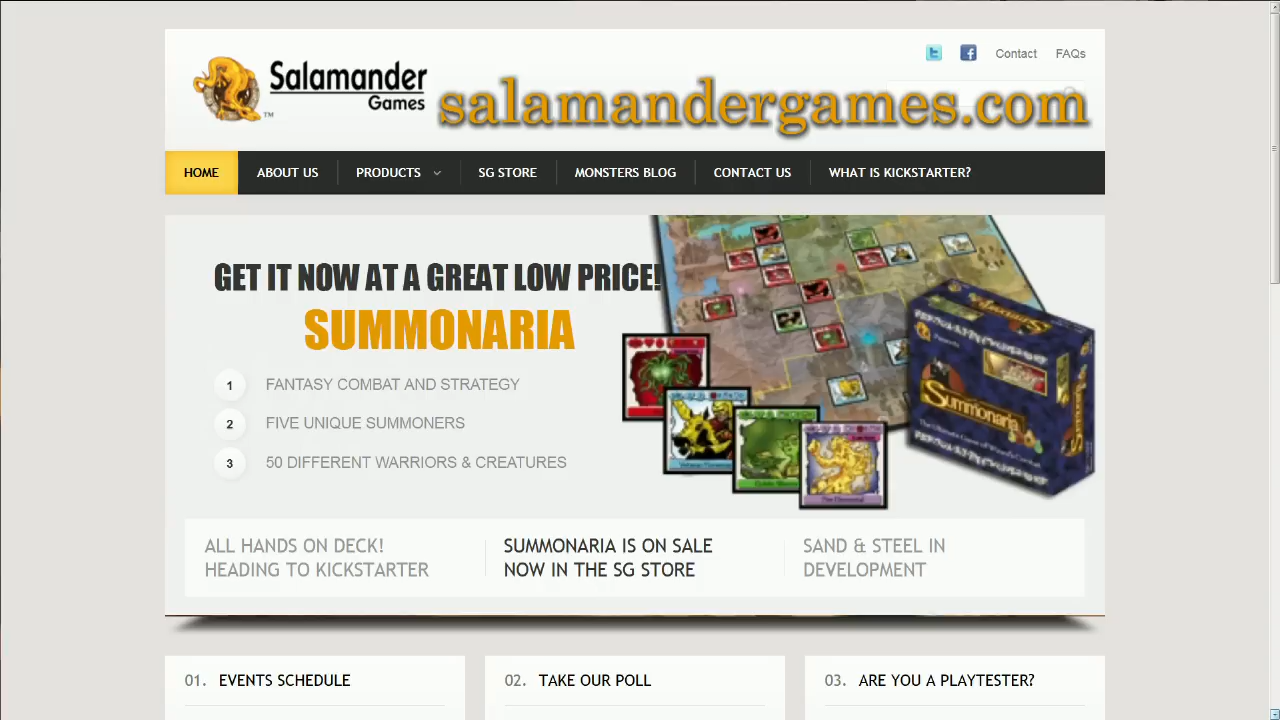 Contact FAQs
Salamander
Games
TM
salamandergames.com
HOME ABOUT US PRODUCTS SG STORE MONSTERS BLOG CONTACT US WHAT IS KICKSTARTER?
GET IT NOW AT A GREAT LOW PRICE!
SUMMONARIA
1 FANTASY COMBAT AND STRATEGY
2 FIVE UNIQUE SUMMONERS
3 50 DIFFERENT WARRIORS & CREATURES
Summonaria
ALL HANDS ON DECK!
HEADING TO KICKSTARTER
SUMMONARIA IS ON SALE
NOW IN THE SG STORE
SAND & STEEL IN
DEVELOPMENT
01. EVENTS SCHEDULE
02. TAKE OUR POLL
03. ARE YOU A PLAYTESTER?